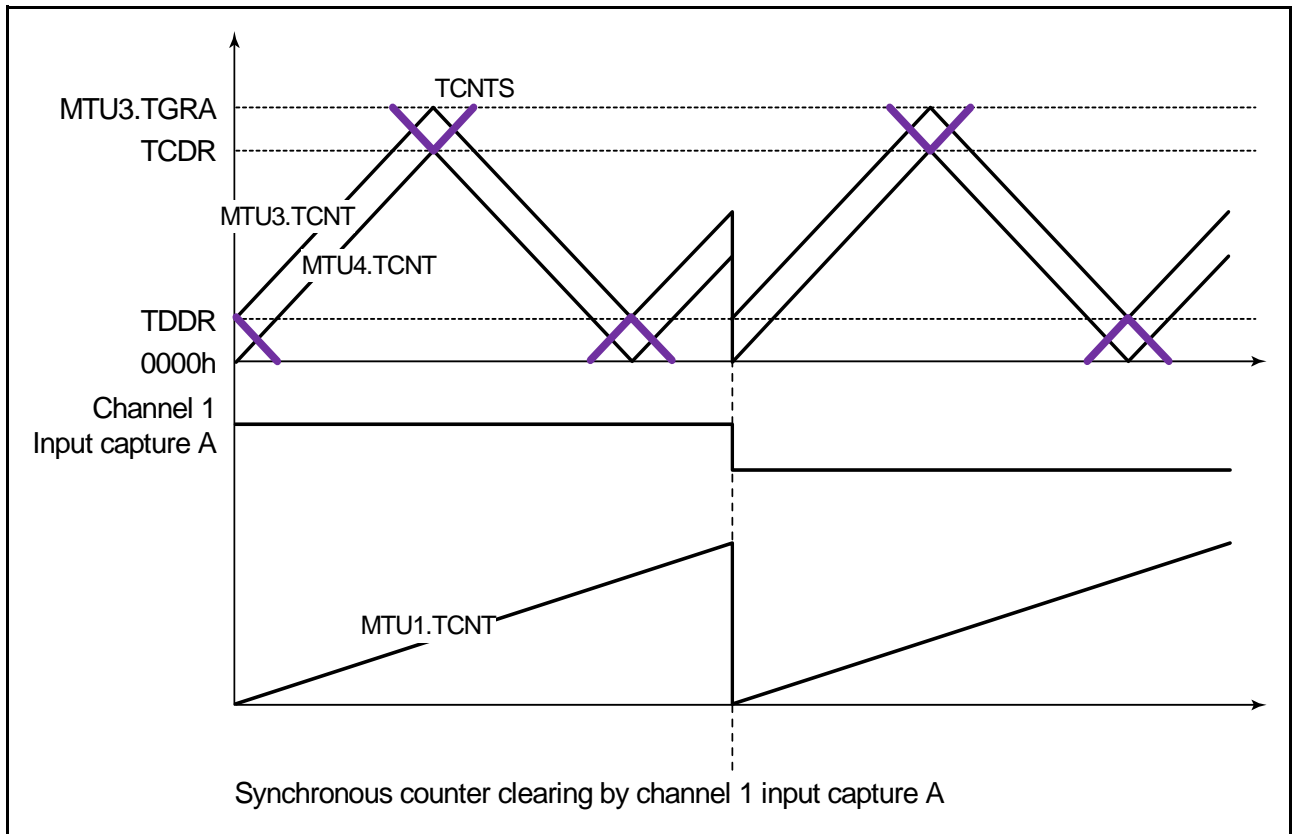 TCNTS
MTU3.TGRA
TCDR
MTU3.TCNT
MTU4.TCNT
TDDR
0000h
Channel 1
Input capture A
MTU1.TCNT
Synchronous counter clearing by channel 1 input capture A